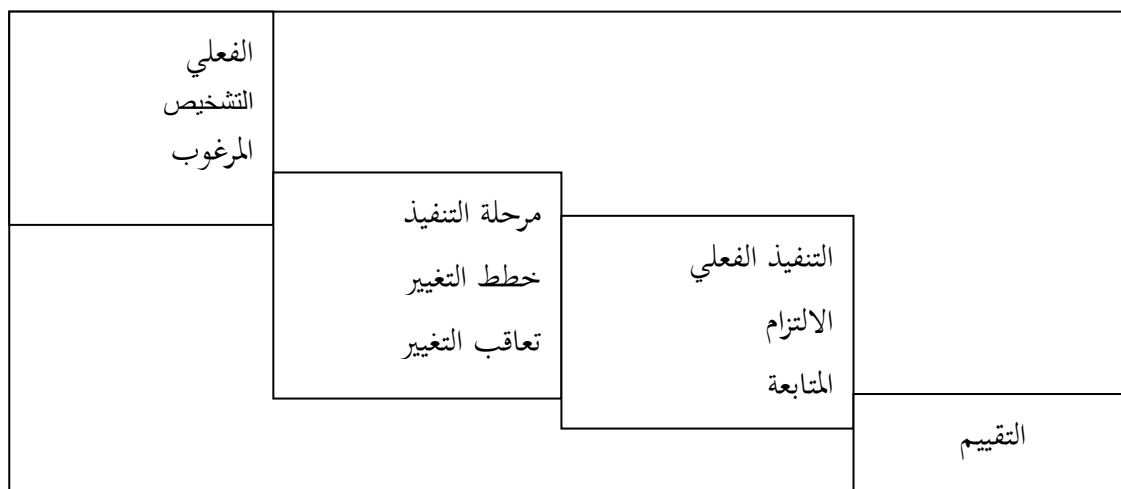 الفعلي
التشخيص
المرغوب
مرحلة التنفيذ
خطط التغيير
تعاقب التغيير
التنفيذ الفعلي
الالتزام
المتابعة
التقييم